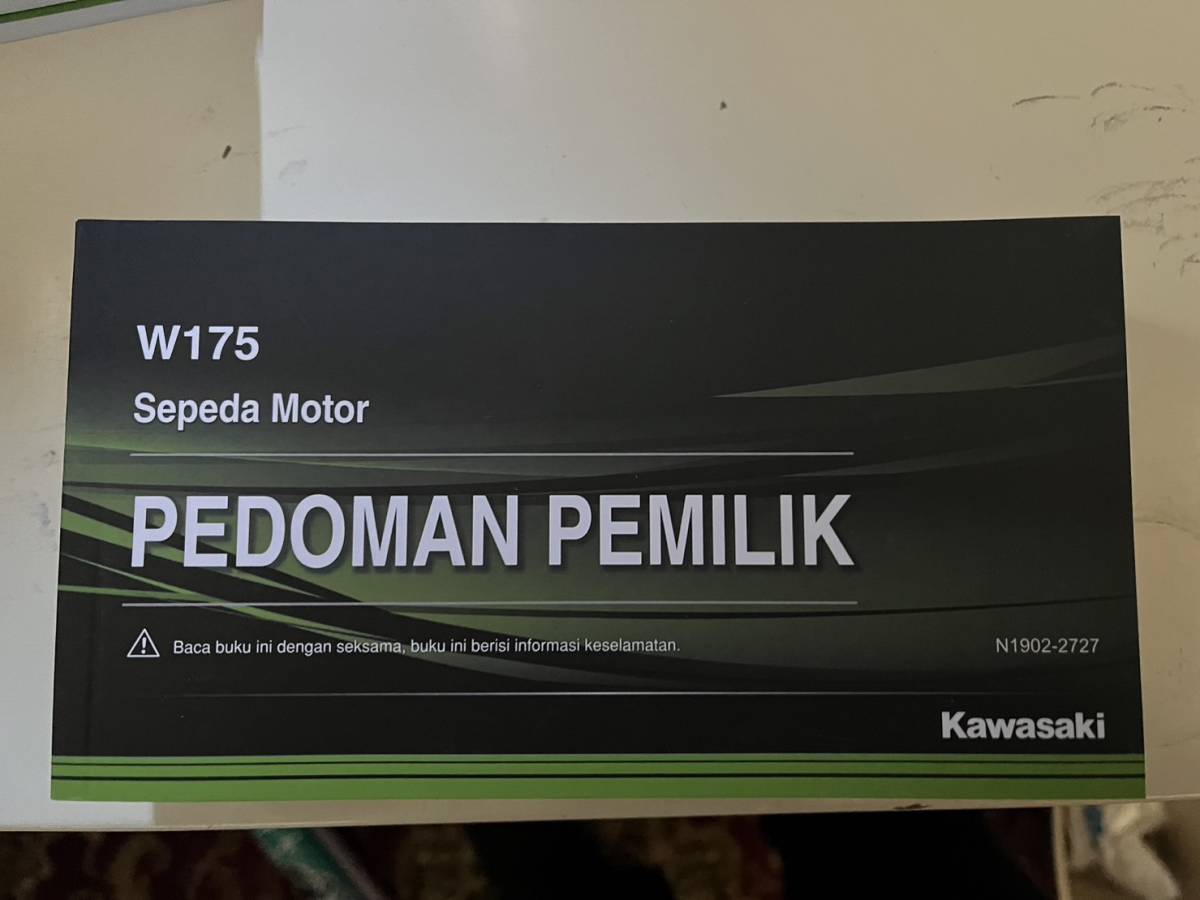 W175
Sepeda Motor
PEDOMAN PEMILIK
Baca buku ini dengan seksama, buku ini berisi informasi keselamatan.
N1902-2727
Kawasaki